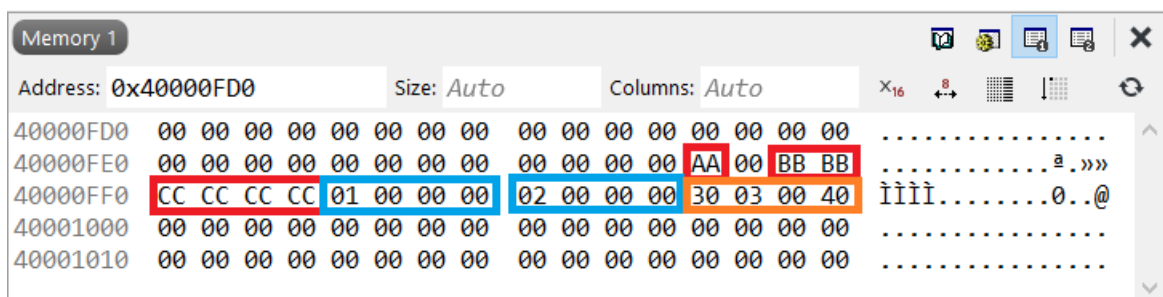 Memory 1
Address: 0x40000FD0 Size: Auto Columns: Auto x16 8
40000FD0 00 00 00 00 00 00 00 00 00 00 00 00 00 00 00 00 ................
40000FE0 00 00 00 00 00 00 00 00 00 00 00 00 AA 00 BB BB ............ª.»»
40000FF0 CC CC CC CC 01 00 00 00 02 00 00 00 30 03 00 40 ÌÌÌÌ........0..@
40001000 00 00 00 00 00 00 00 00 00 00 00 00 00 00 00 00 ................
40001010 00 00 00 00 00 00 00 00 00 00 00 00 00 00 00 00 ................